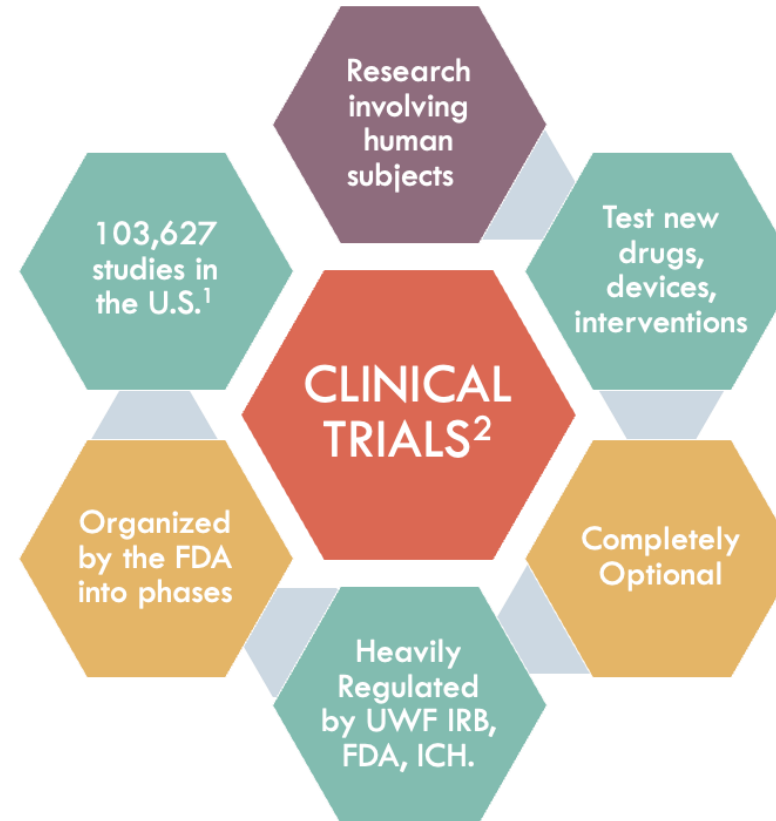 Research
involving
human
subjects
Test new
drugs,
devices,
interventions
Completely
Optional
Heavily
Regulated
by UWF IRB,
FDA, ICH.
Organized
by the FDA
into phases
103,627
studies in
the U.S.¹
CLINICAL
TRIALS²